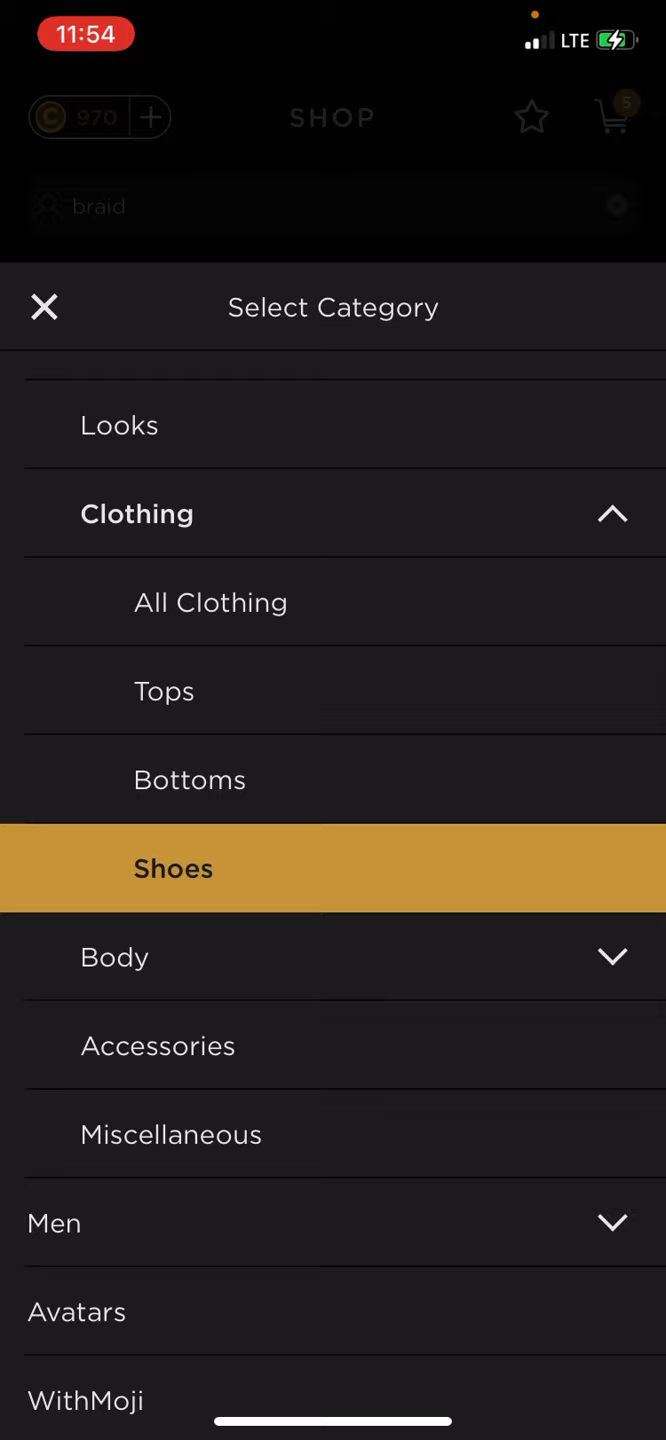 11:54
LTE
970
SHOP
5
braid
Select Category
Looks
Clothing
All Clothing
Tops
Bottoms
Shoes
Body
Accessories
Miscellaneous
Men
Avatars
WithMoji